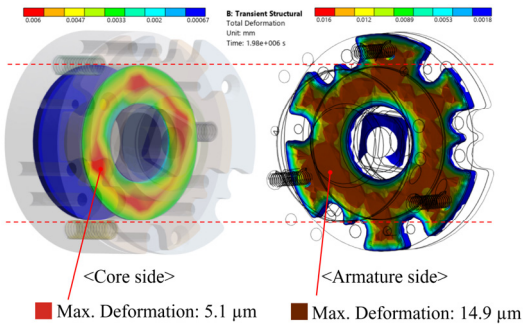 0.006 0.0047 0.0033 0.002 0.00067
B: Transient Structural
Total Deformation
Unit: mm
Time: 1.98e+006 s
0.016 0.012 0.0089 0.0053 0.0018
<Core side>
<Armature side>
Max. Deformation: 5.1 µm
Max. Deformation: 14.9 µm